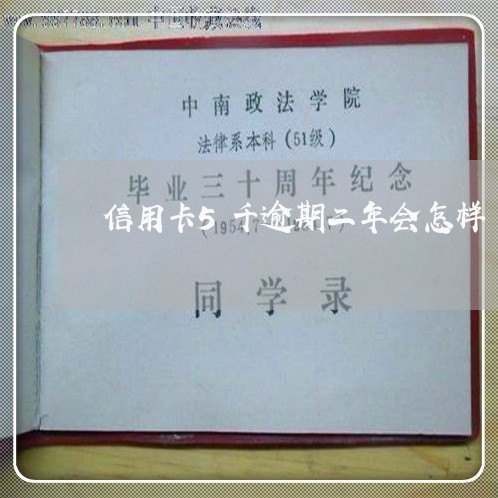 中南政法学院
法律系本科(51级)
毕业三十周年纪念
信用卡5千逾期二年会怎样
同学录